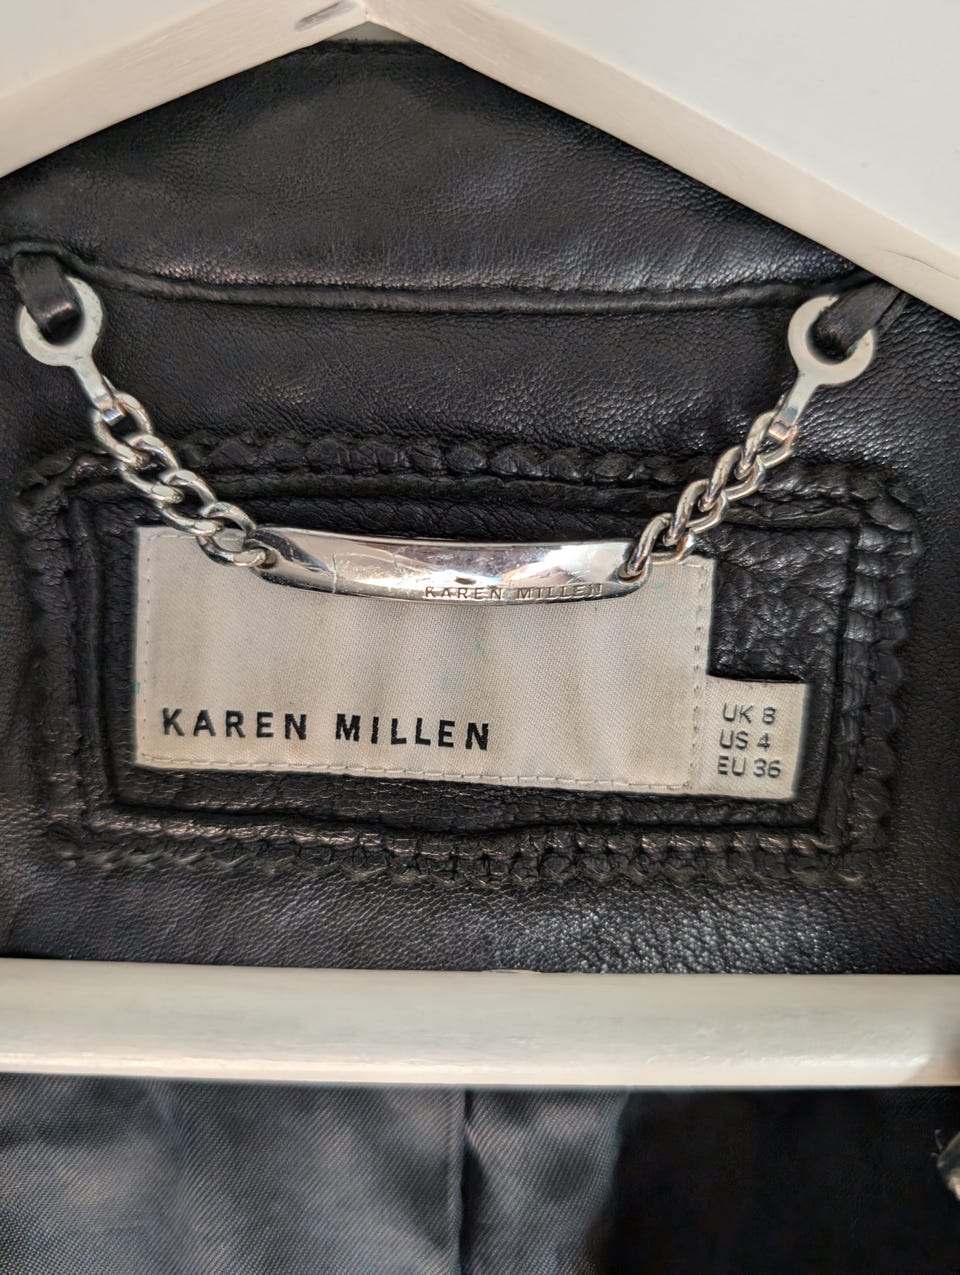 KAREN MILLEN
KAREN MILLEN
UK 8
US 4
EU 36